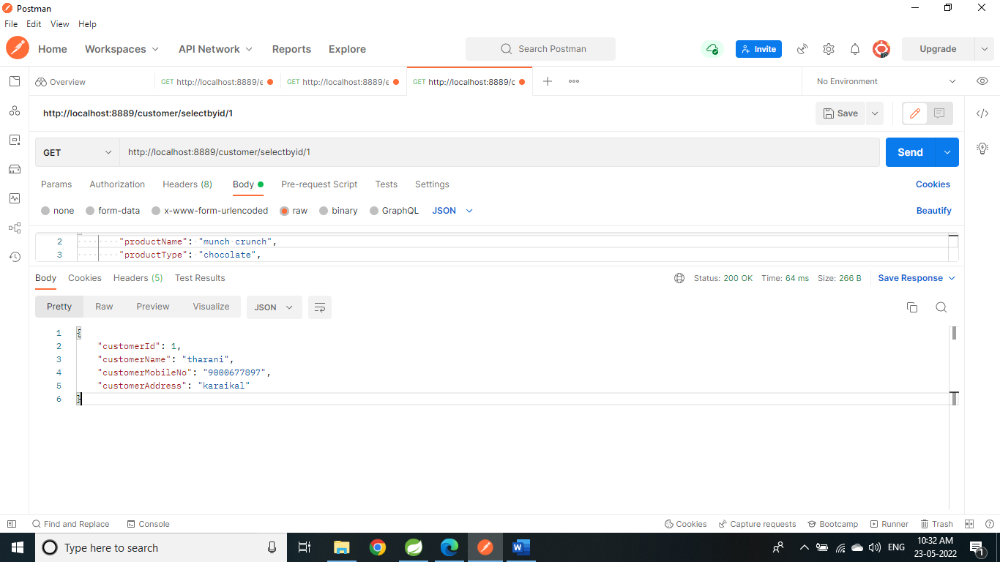 Postman
File Edit View Help
Home Workspaces API Network Reports Explore Search Postman Invite Upgrade
Overview GET http://localhost:8889/e GET http://localhost:8889/e GET http://localhost:8889/c No Environment
http://localhost:8889/customer/selectbyid/1 Save
GET http://localhost:8889/customer/selectbyid/1 Send
Params Authorization Headers (8) Body Pre-request Script Tests Settings Cookies
none form-data x-www-form-urlencoded raw binary GraphQL JSON Beautify
2 "productName": "munch crunch",
3 "productType": "chocolate",
Body Cookies Headers (5) Test Results Status: 200 OK Time: 64 ms Size: 266 B Save Response
Pretty Raw Preview Visualize JSON
1 {
2 "customerId": 1,
3 "customerName": "tharani",
4 "customerMobileNo": "9000677897",
5 "customerAddress": "karaikal"
6 }
Find and Replace Console Cookies Capture requests Bootcamp Runner Trash
Type here to search ENG 10:32 AM
23-05-2022 1